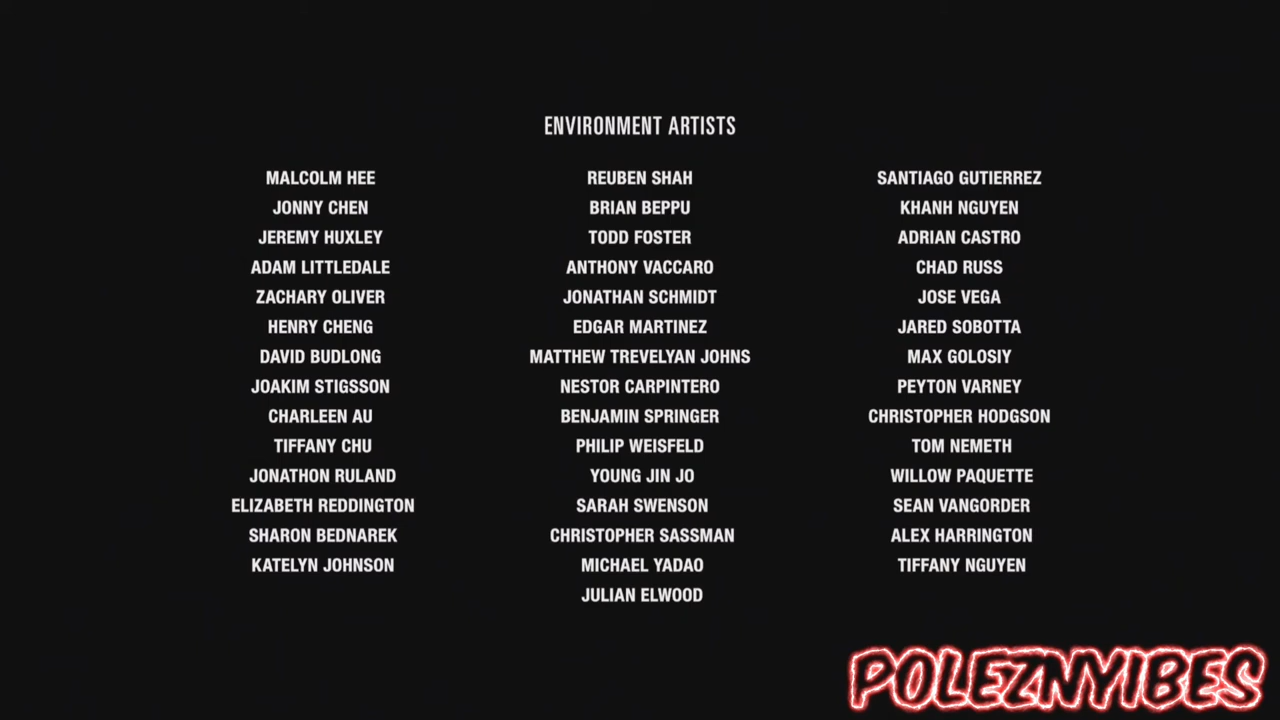 ENVIRONMENT ARTISTS
MALCOLM HEE
JONNY CHEN
JEREMY HUXLEY
ADAM LITTLEDALE
ZACHARY OLIVER
HENRY CHENG
DAVID BUDLONG
JOAKIM STIGSSON
CHARLEEN AU
TIFFANY CHU
JONATHON RULAND
ELIZABETH REDDINGTON
SHARON BEDNAREK
KATELYN JOHNSON
REUBEN SHAH
BRIAN BEPPU
TODD FOSTER
ANTHONY VACCARO
JONATHAN SCHMIDT
EDGAR MARTINEZ
MATTHEW TREVELYAN JOHNS
NESTOR CARPINTERO
BENJAMIN SPRINGER
PHILIP WEISFELD
YOUNG JIN JO
SARAH SWENSON
CHRISTOPHER SASSMAN
MICHAEL YADAO
JULIAN ELWOOD
SANTIAGO GUTIERREZ
KHANH NGUYEN
ADRIAN CASTRO
CHAD RUSS
JOSE VEGA
JARED SOBOTTA
MAX GOLOSIY
PEYTON VARNEY
CHRISTOPHER HODGSON
TOM NEMETH
WILLOW PAQUETTE
SEAN VANGORDER
ALEX HARRINGTON
TIFFANY NGUYEN
POLEZNYIBES